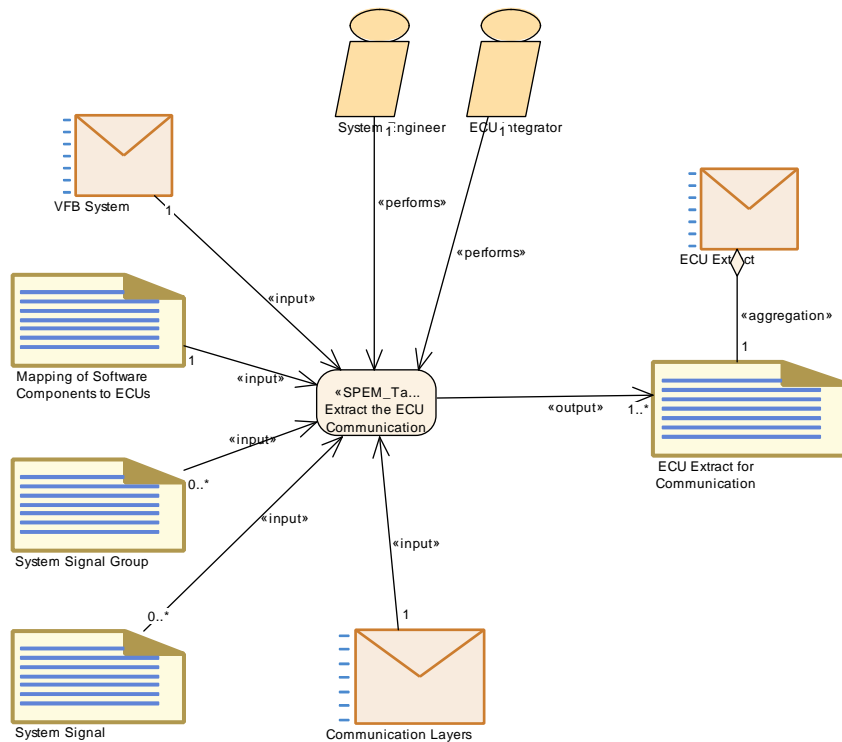 System Engineer
1
ECU Integrator
1
VFB System
1
«performs»
«performs»
ECU Extract
«input»
«aggregation»
1
Mapping of Software
Components to ECUs
1
«input»
«SPEM_Ta...
Extract the ECU
Communication
«output»
1..*
ECU Extract for
Communication
System Signal Group
0..*
«input»
«input»
«input»
0..*
1
System Signal
Communication Layers